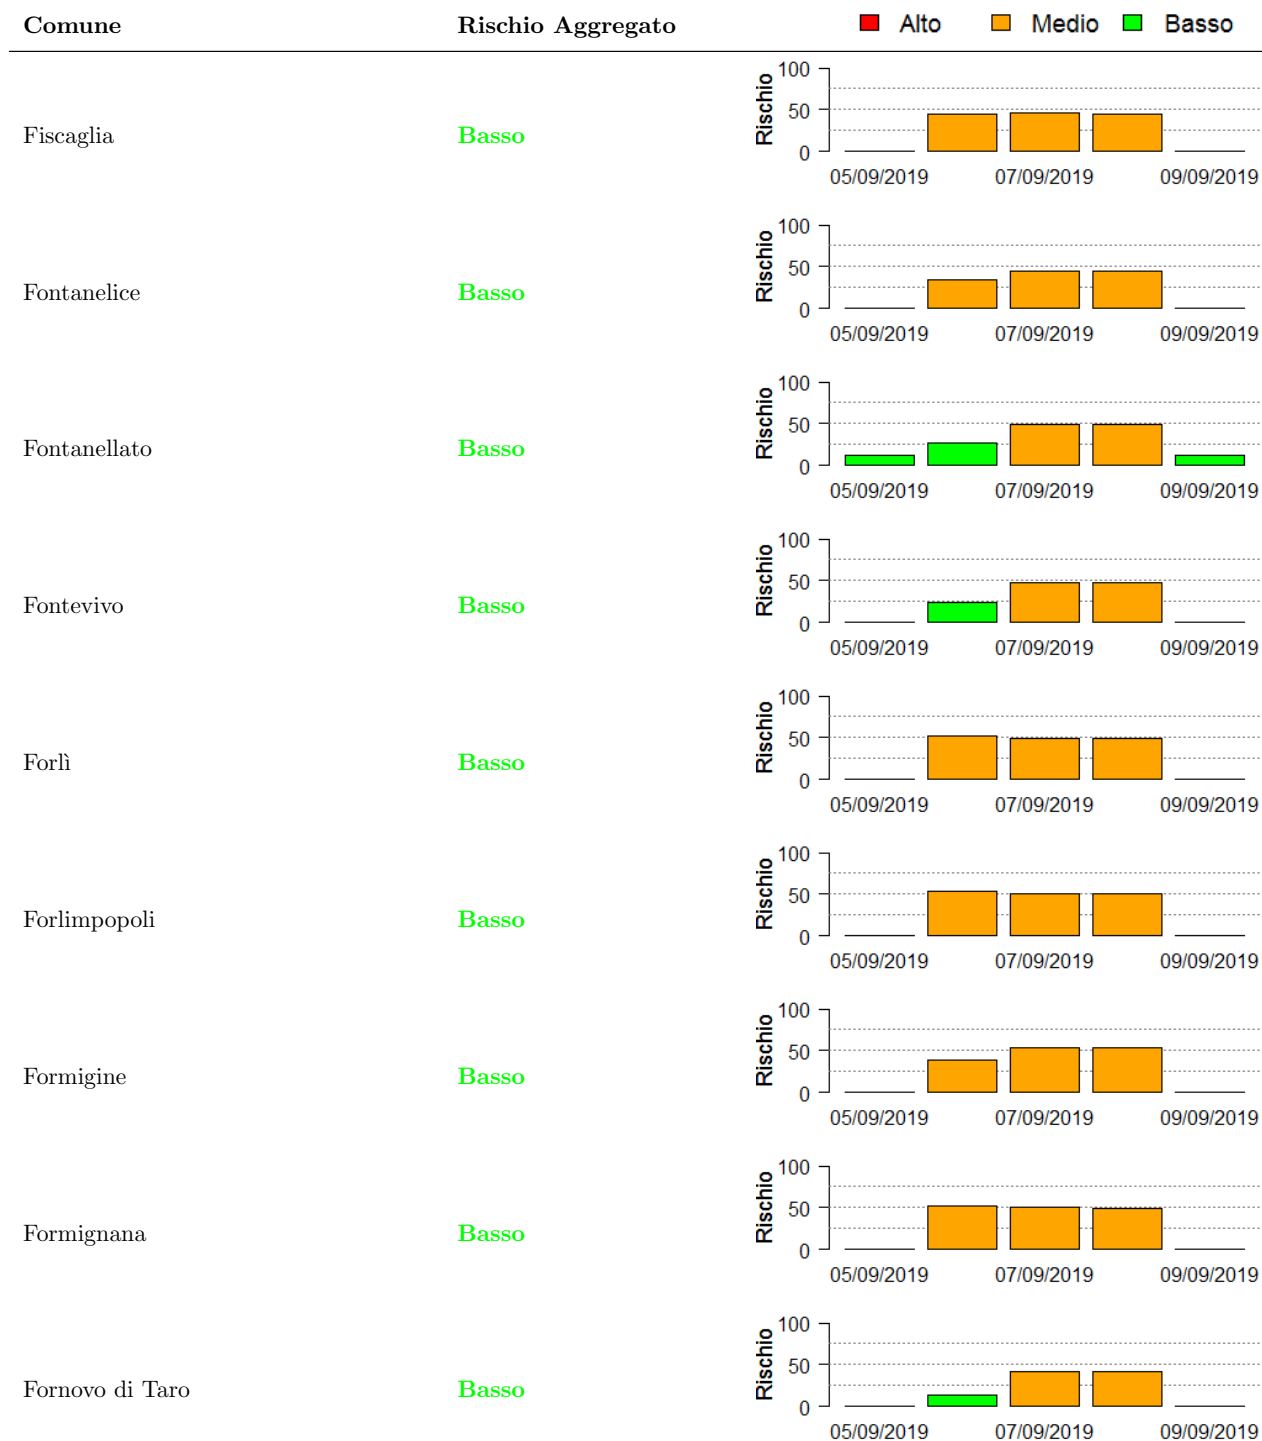 Comune Rischio Aggregato Alto Medio Basso
Fiscaglia Basso Rischio 100 50 0
05/09/2019 07/09/2019 09/09/2019
Fontanelice Basso Rischio 100 50 0
05/09/2019 07/09/2019 09/09/2019
Fontanellato Basso Rischio 100 50 0
05/09/2019 07/09/2019 09/09/2019
Fontevivo Basso Rischio 100 50 0
05/09/2019 07/09/2019 09/09/2019
Forlì Basso Rischio 100 50 0
05/09/2019 07/09/2019 09/09/2019
Forlimpopoli Basso Rischio 100 50 0
05/09/2019 07/09/2019 09/09/2019
Formigine Basso Rischio 100 50 0
05/09/2019 07/09/2019 09/09/2019
Formignana Basso Rischio 100 50 0
05/09/2019 07/09/2019 09/09/2019
Fornovo di Taro Basso Rischio 100 50 0
05/09/2019 07/09/2019 09/09/2019